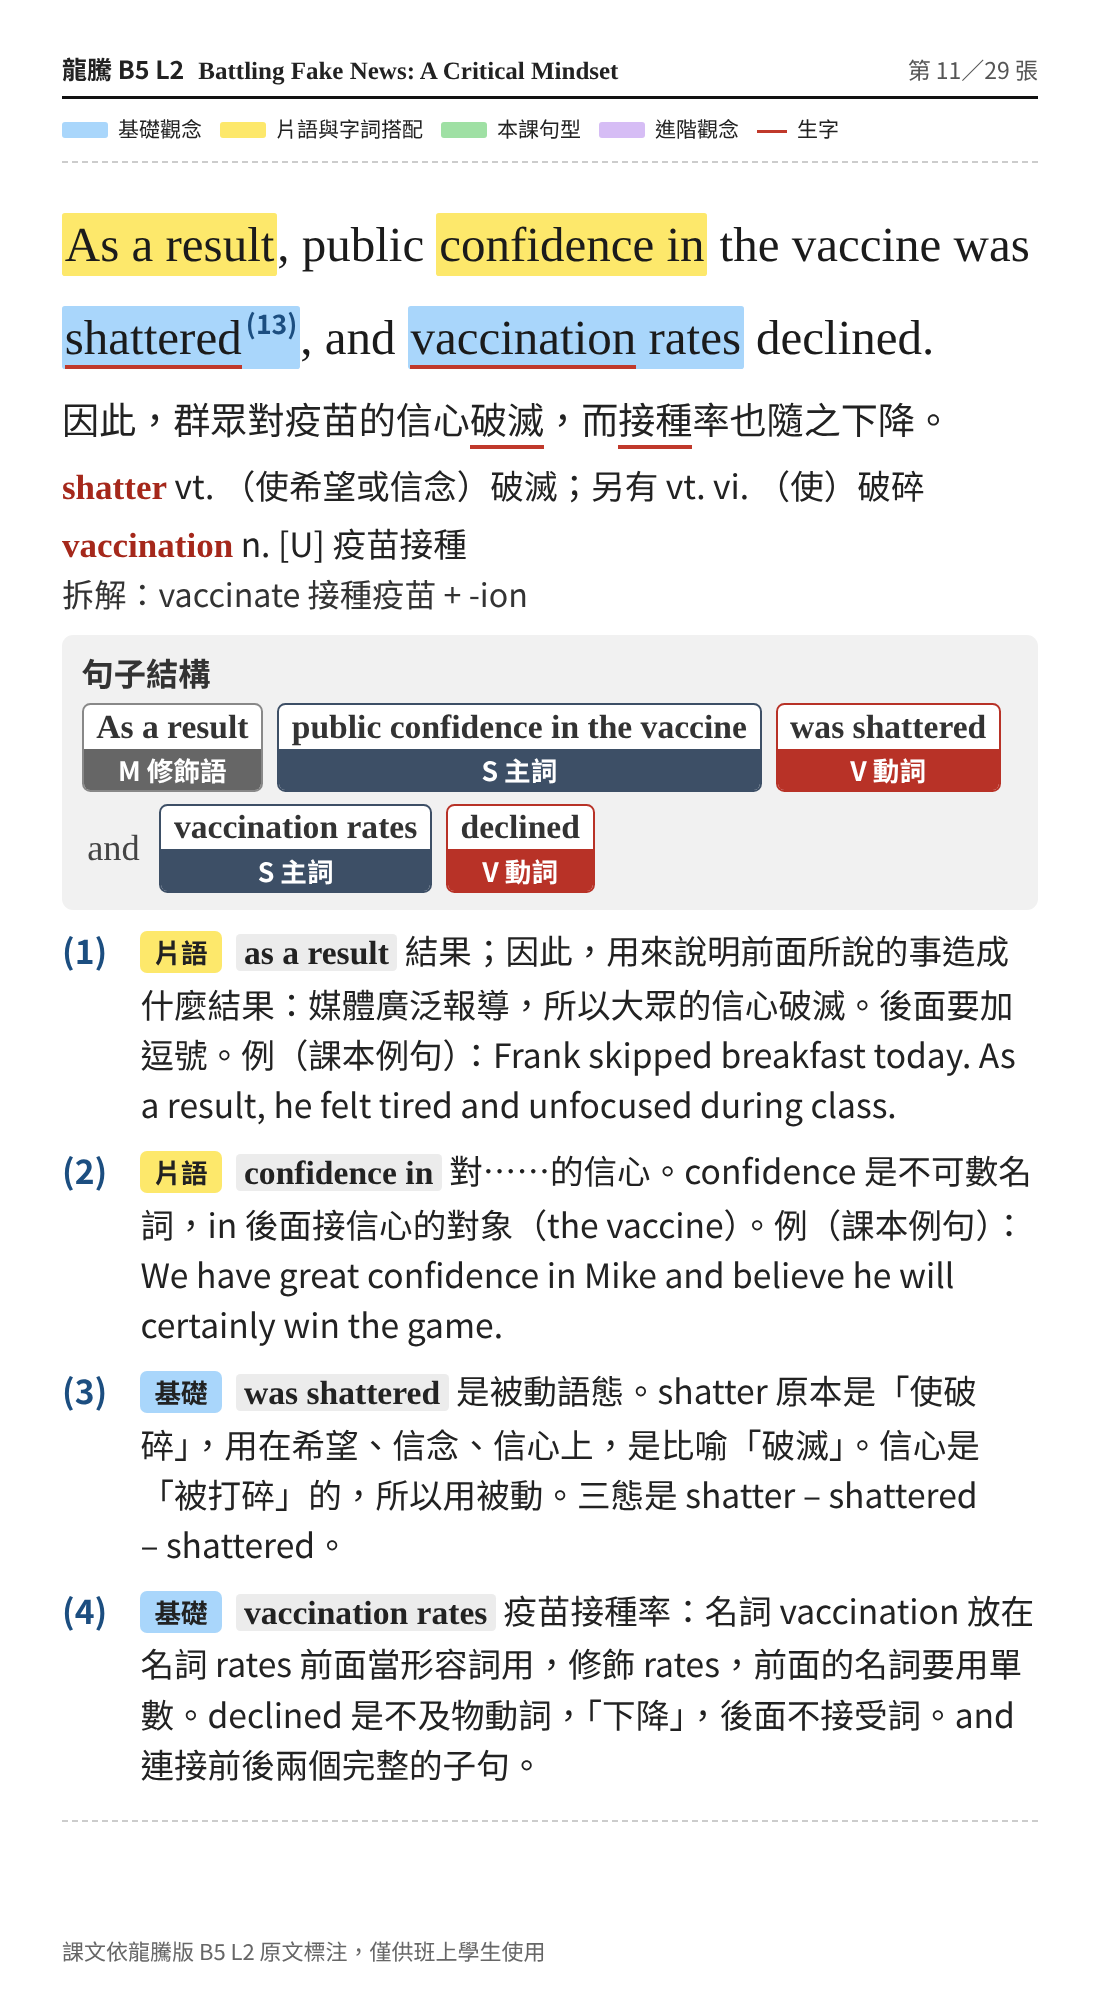 龍騰 B5 L2 Battling Fake News: A Critical Mindset 第 11／29 張
基礎觀念 片語與字詞搭配 本課句型 進階觀念 生字
As a result, public confidence in the vaccine was
shattered(13), and vaccination rates declined.
因此，群眾對疫苗的信心破滅，而接種率也隨之下降。
shatter vt. （使希望或信念）破滅；另有 vt. vi. （使）破碎
vaccination n. [U] 疫苗接種
拆解：vaccinate 接種疫苗 + -ion
句子結構
As a result public confidence in the vaccine was shattered
M 修飾語 S 主詞 V 動詞
and vaccination rates declined
S 主詞 V 動詞
(1) 片語 as a result 結果；因此，用來說明前面所說的事造成
什麼結果：媒體廣泛報導，所以大眾的信心破滅。後面要加
逗號。例（課本例句）：Frank skipped breakfast today. As
a result, he felt tired and unfocused during class.
(2) 片語 confidence in 對……的信心。confidence 是不可數名
詞，in 後面接信心的對象（the vaccine）。例（課本例句）：
We have great confidence in Mike and believe he will
certainly win the game.
(3) 基礎 was shattered 是被動語態。shatter 原本是「使破
碎」，用在希望、信念、信心上，是比喻「破滅」。信心是
「被打碎」的，所以用被動。三態是 shatter – shattered
– shattered。
(4) 基礎 vaccination rates 疫苗接種率：名詞 vaccination 放在
名詞 rates 前面當形容詞用，修飾 rates，前面的名詞要用單
數。declined 是不及物動詞，「下降」，後面不接受詞。and
連接前後兩個完整的子句。
課文依龍騰版 B5 L2 原文標注，僅供班上學生使用